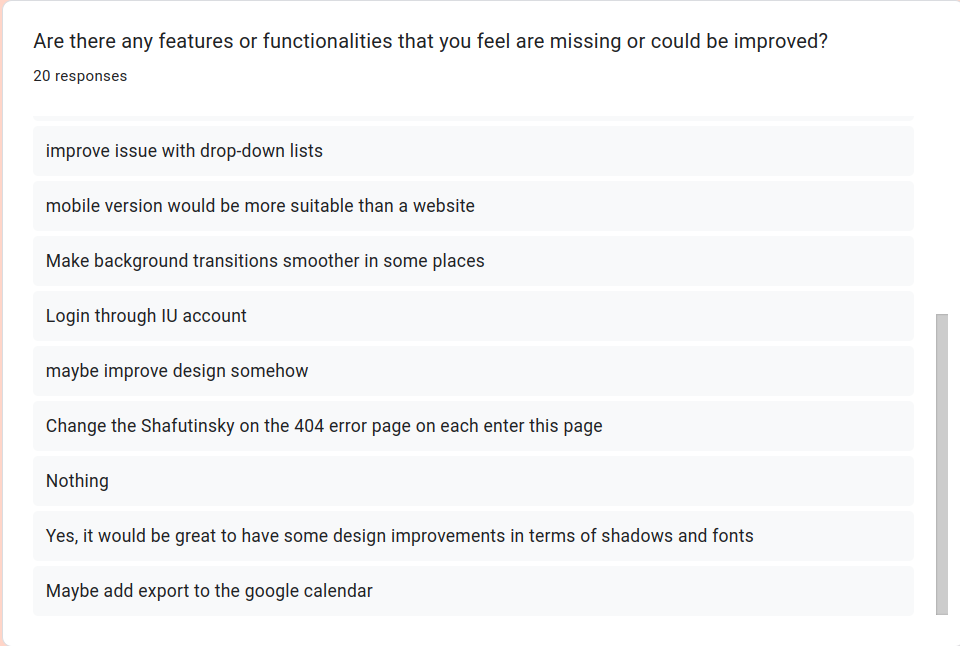 Are there any features or functionalities that you feel are missing or could be improved?
20 responses
improve issue with drop-down lists
mobile version would be more suitable than a website
Make background transitions smoother in some places
Login through IU account
maybe improve design somehow
Change the Shafutinsky on the 404 error page on each enter this page
Nothing
Yes, it would be great to have some design improvements in terms of shadows and fonts
Maybe add export to the google calendar